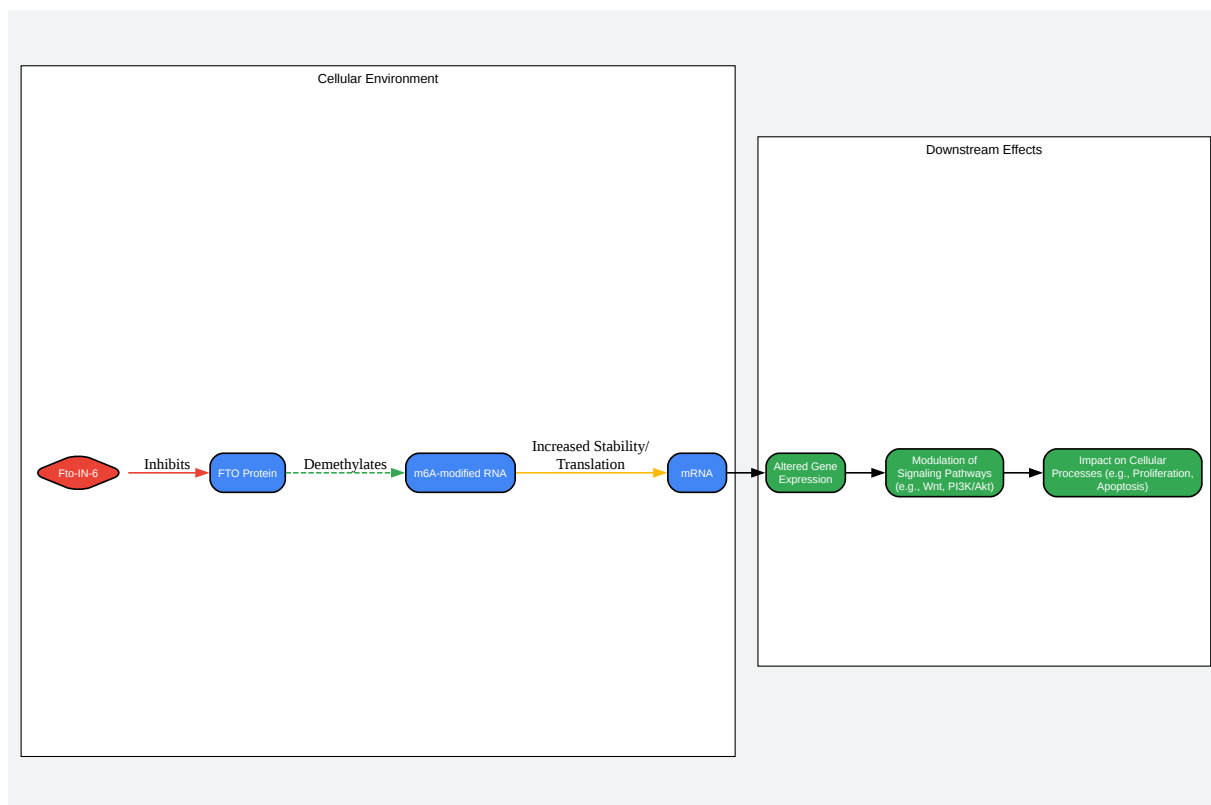 Cellular Environment
Downstream Effects
Fto-IN-6
Inhibits
FTO Protein
Demethylates
m6A-modified RNA
Increased Stability/
Translation
mRNA
Altered Gene
Expression
Modulation of
Signaling Pathways
(e.g., Wnt, PI3K/Akt)
Impact on Cellular
Processes (e.g., Proliferation,
Apoptosis)